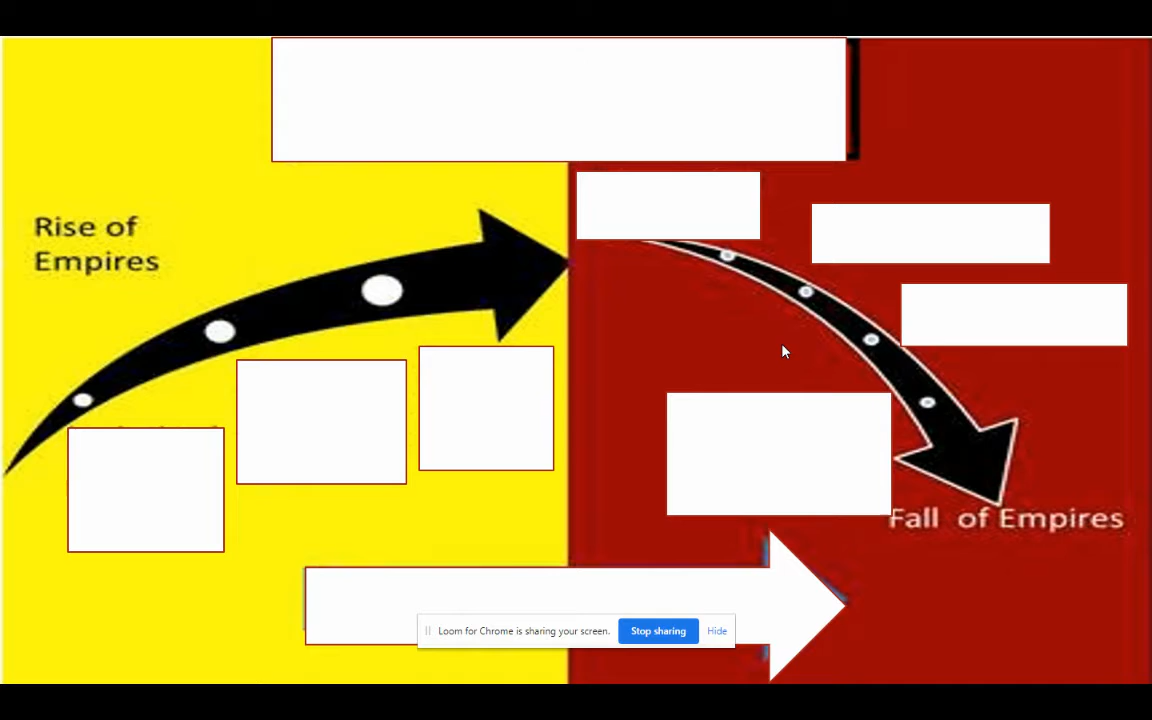 Rise of
Empires
Fall of Empires
Loom for Chrome is sharing your screen. Stop sharing Hide